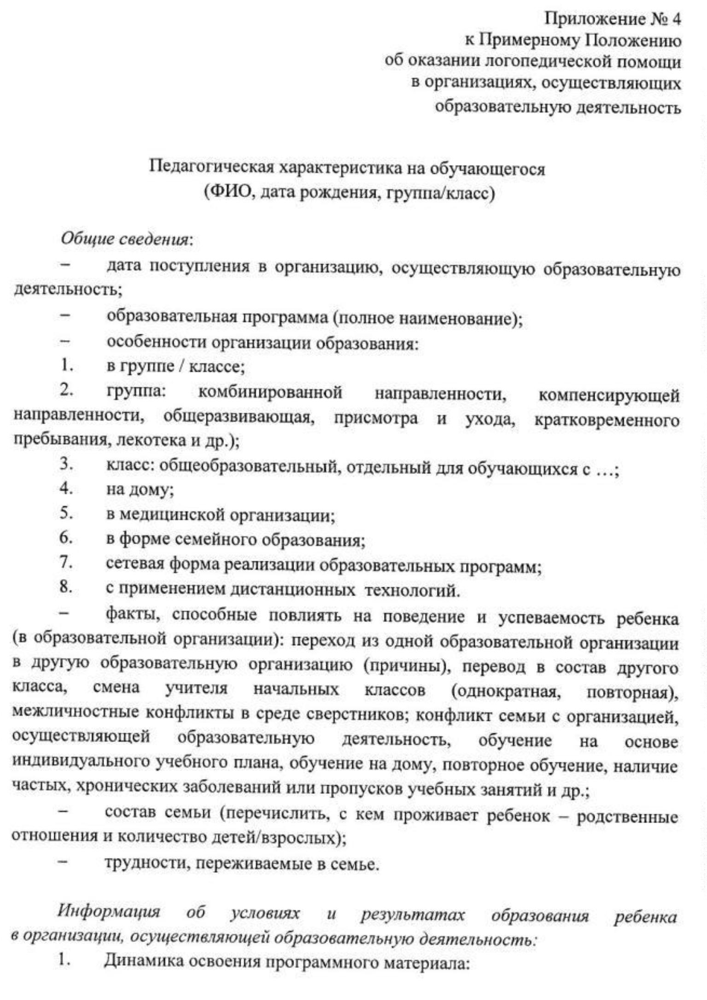 Приложение № 4
к Примерному Положению
об оказании логопедической помощи
в организациях, осуществляющих
образовательную деятельность
Педагогическая характеристика на обучающегося
(ФИО, дата рождения, группа/класс)
Общие сведения:
– дата поступления в организацию, осуществляющую образовательную
деятельность;
– образовательная программа (полное наименование);
– особенности организации образования:
1. в группе / классе;
2. группа: комбинированной направленности, компенсирующей
направленности, общеразвивающая, присмотра и ухода, кратковременного
пребывания, лекотека и др.);
3. класс: общеобразовательный, отдельный для обучающихся с …;
4. на дому;
5. в медицинской организации;
6. в форме семейного образования;
7. сетевая форма реализации образовательных программ;
8. с применением дистанционных технологий.
– факты, способные повлиять на поведение и успеваемость ребенка
(в образовательной организации): переход из одной образовательной организации
в другую образовательную организацию (причины), перевод в состав другого
класса, смена учителя начальных классов (однократная, повторная),
межличностные конфликты в среде сверстников; конфликт семьи с организацией,
осуществляющей образовательную деятельность, обучение на основе
индивидуального учебного плана, обучение на дому, повторное обучение, наличие
частых, хронических заболеваний или пропусков учебных занятий и др.;
– состав семьи (перечислить, с кем проживает ребенок – родственные
отношения и количество детей/взрослых);
– трудности, переживаемые в семье.
Информация об условиях и результатах образования ребенка
в организации, осуществляющей образовательную деятельность:
1. Динамика освоения программного материала: